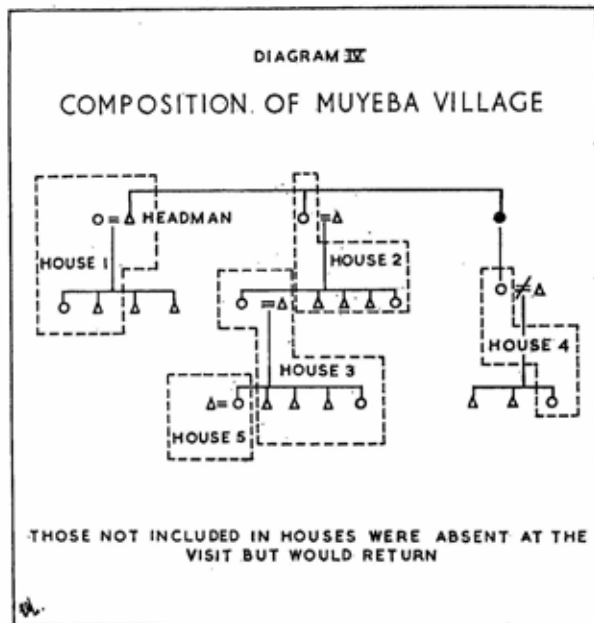 DIAGRAM IV
COMPOSITION. OF MUYEBA VILLAGE
HEADMAN
HOUSE 1
HOUSE 2
HOUSE 3
HOUSE 4
HOUSE 5
THOSE NOT INCLUDED IN HOUSES WERE ABSENT AT THE
VISIT BUT WOULD RETURN